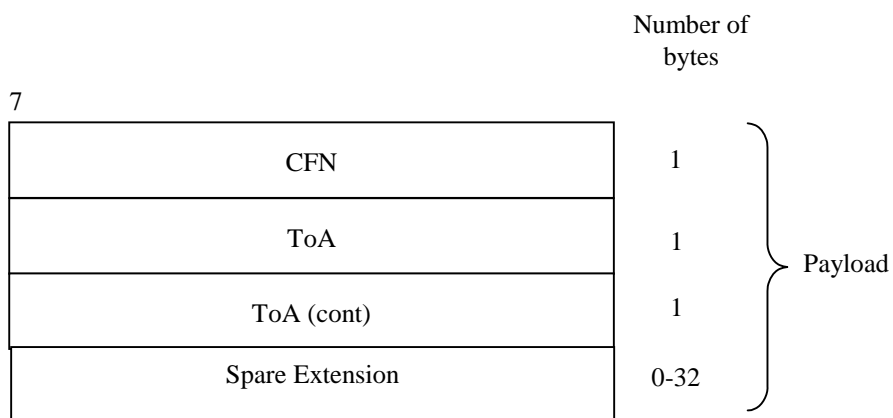 Number of
bytes
7
CFN 1
ToA 1
Payload
ToA (cont) 1
Spare Extension 0-32